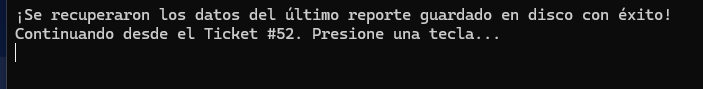 ¡Se recuperaron los datos del último reporte guardado en disco con éxito!
Continuando desde el Ticket #52. Presione una tecla...